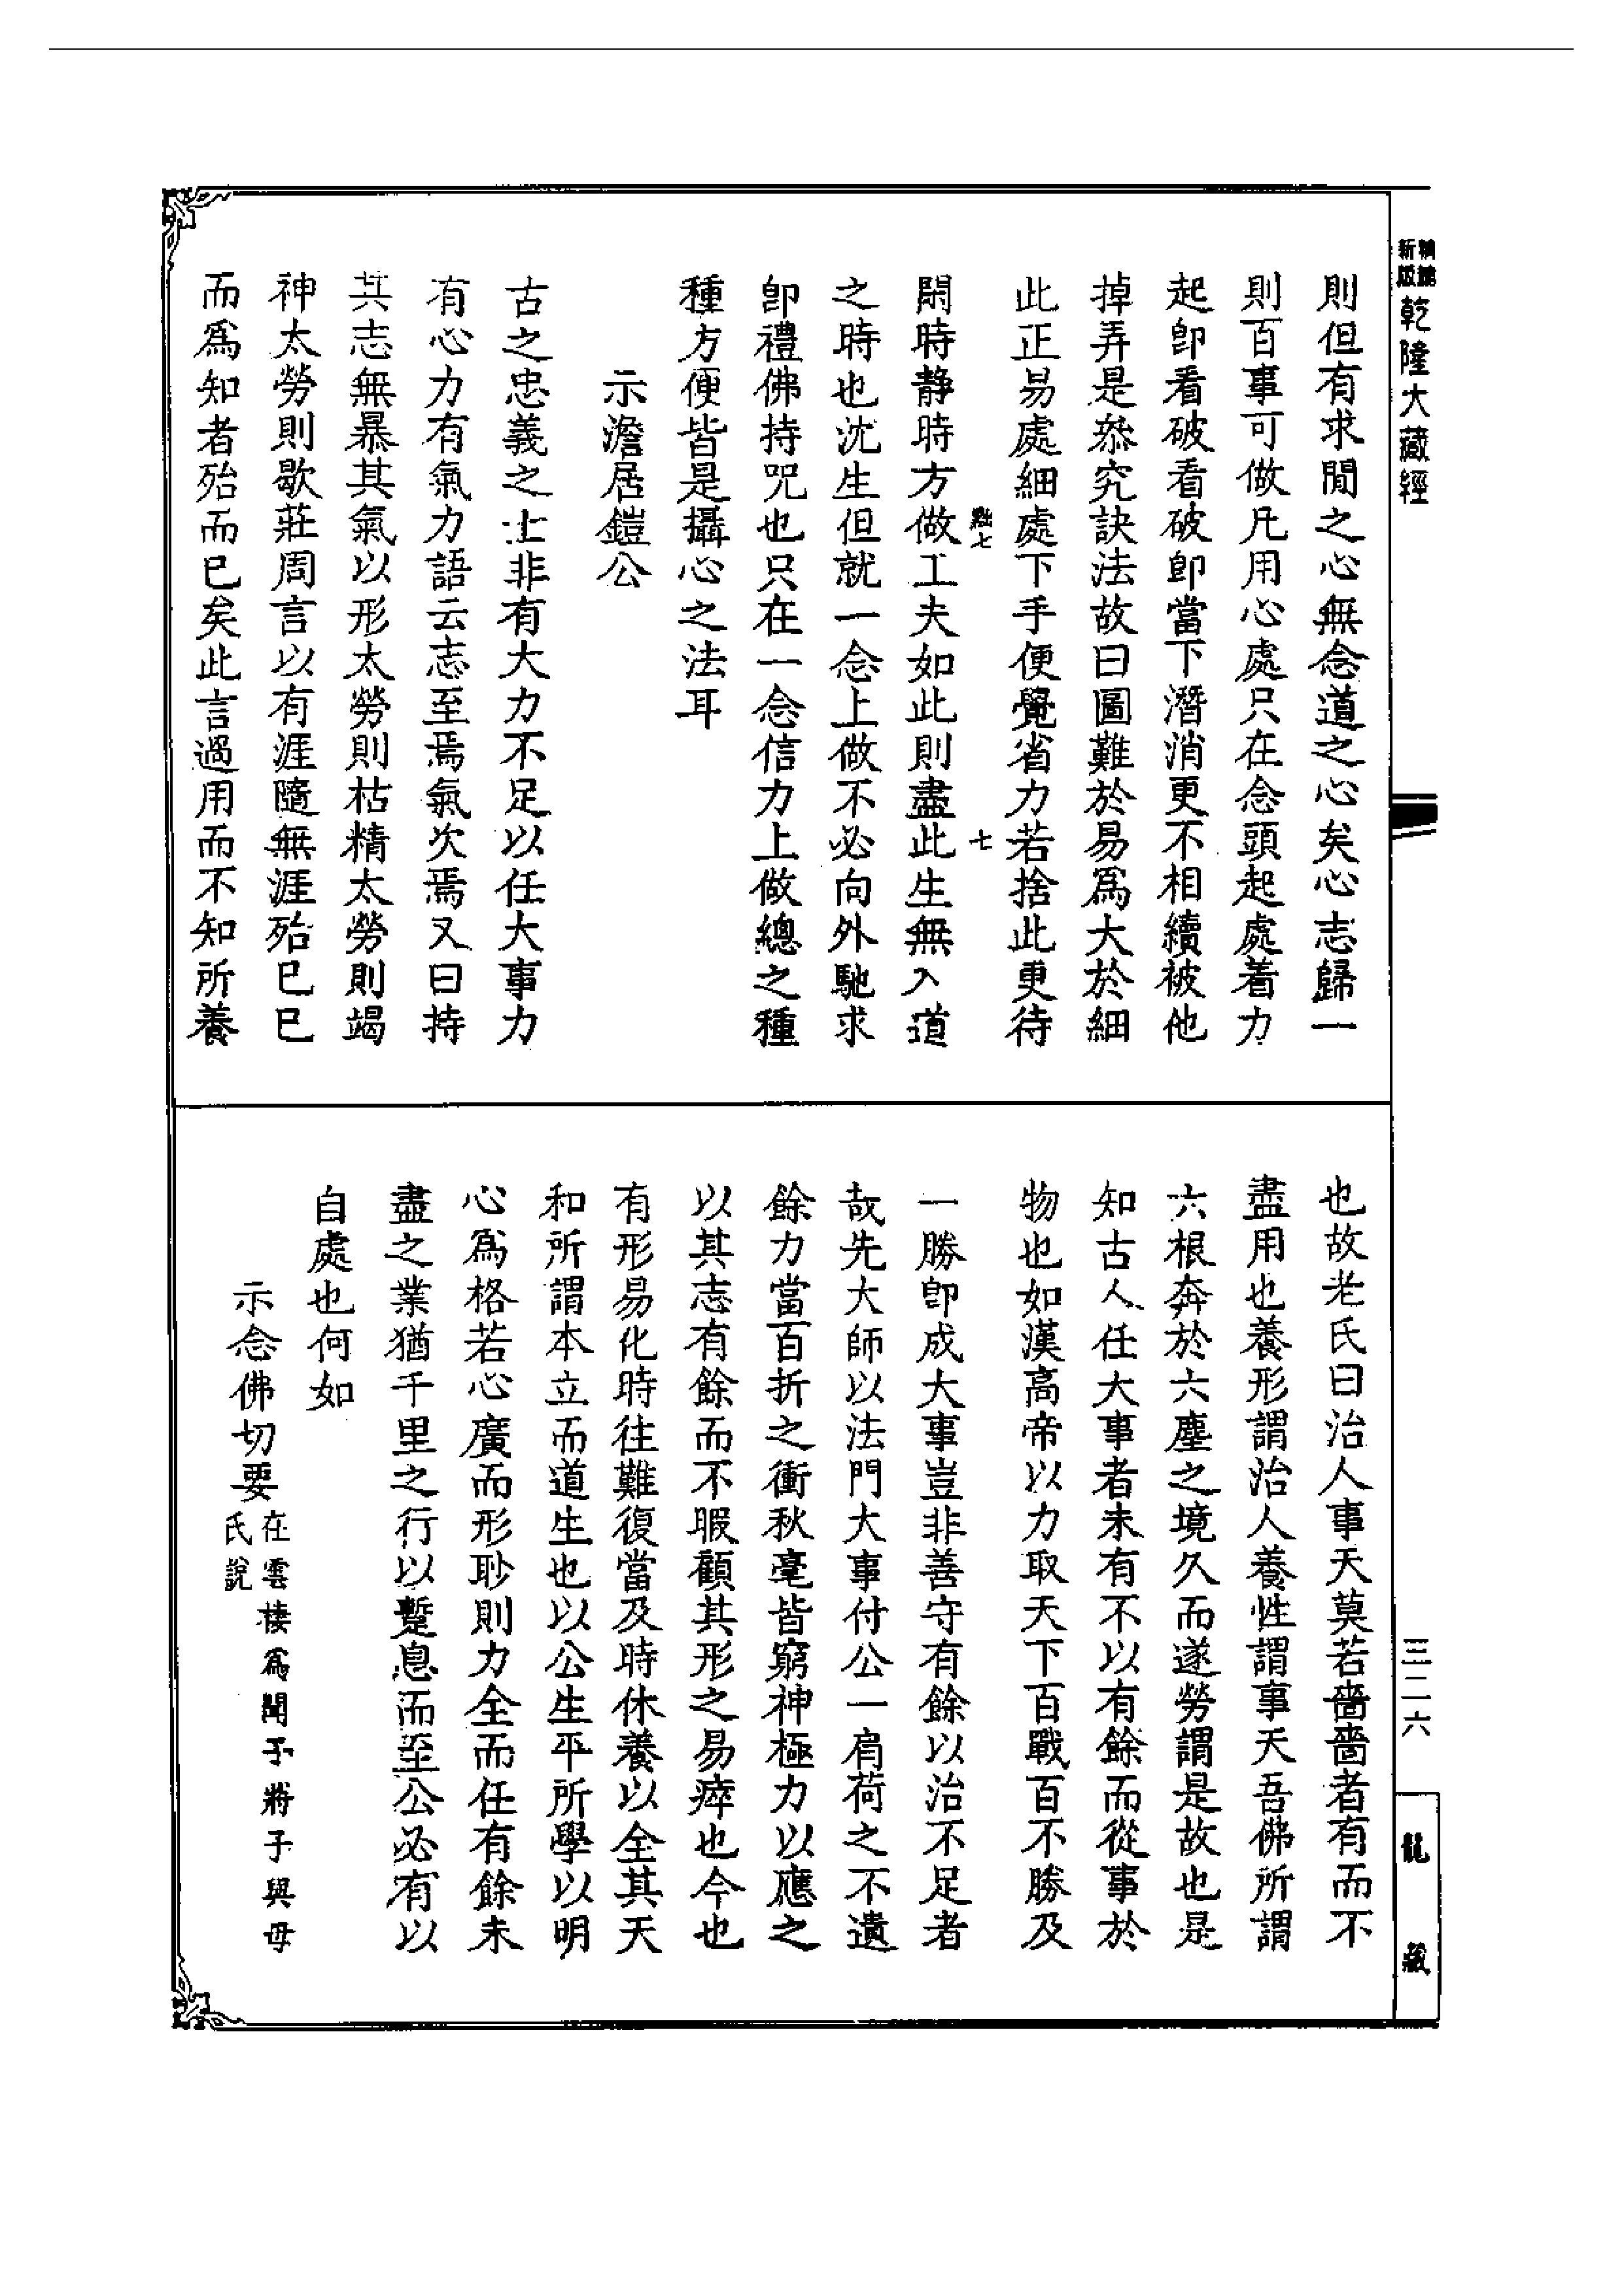 精鐫
新版
乾隆大藏經
則但有求閒之心無念道之心矣心志歸一
則百事可做凡用心處只在念頭起處着力
起卽看破看破卽當下潛消更不相續被他
掉弄是叅究訣法故曰圖難於易爲大於細
此正易處細處下手便覺省力若捨此更待
七
七
閑時静時方做工夫如此則盡此生無入道
之時也沈生但就一念上做不必向外馳求
卽禮佛持咒也只在一念信力上做總之種
種方便皆是攝心之法耳
示澹居鎧公
古之忠義之士非有大力不足以任大事力
有心力有氣力語云志至焉氣次焉又曰持
其志無暴其氣以形太勞則枯精太勞則竭
神太勞則歇莊周言以有涯隨無涯殆已已
而爲知者殆而已矣此言過用而不知所養
也故老氏曰治人事天莫若嗇嗇者有而不
盡用也養形謂治人養性謂事天吾佛所謂
六根奔於六塵之境久而遂勞謂是故也是
知古人任大事者未有不以有餘而從事於
物也如漢高帝以力取天下百戰百不勝及
一勝卽成大事豈非善守有餘以治不足者
哉先大師以法門大事付公一肩荷之不遺
餘力當百折之衝秋毫皆窮神極力以應之
以其志有餘而不暇顧其形之易瘁也今也
有形易化時往難復當及時休養以全其天
和所謂本立而道生也以公生平所學以明
心爲格若心廣而形眇則力全而任有餘未
盡之業猶千里之行以蹔息而至公必有以
自處也何如
示念佛切要
在雲棲爲聞子將子與母
氏說
三二六
龍藏